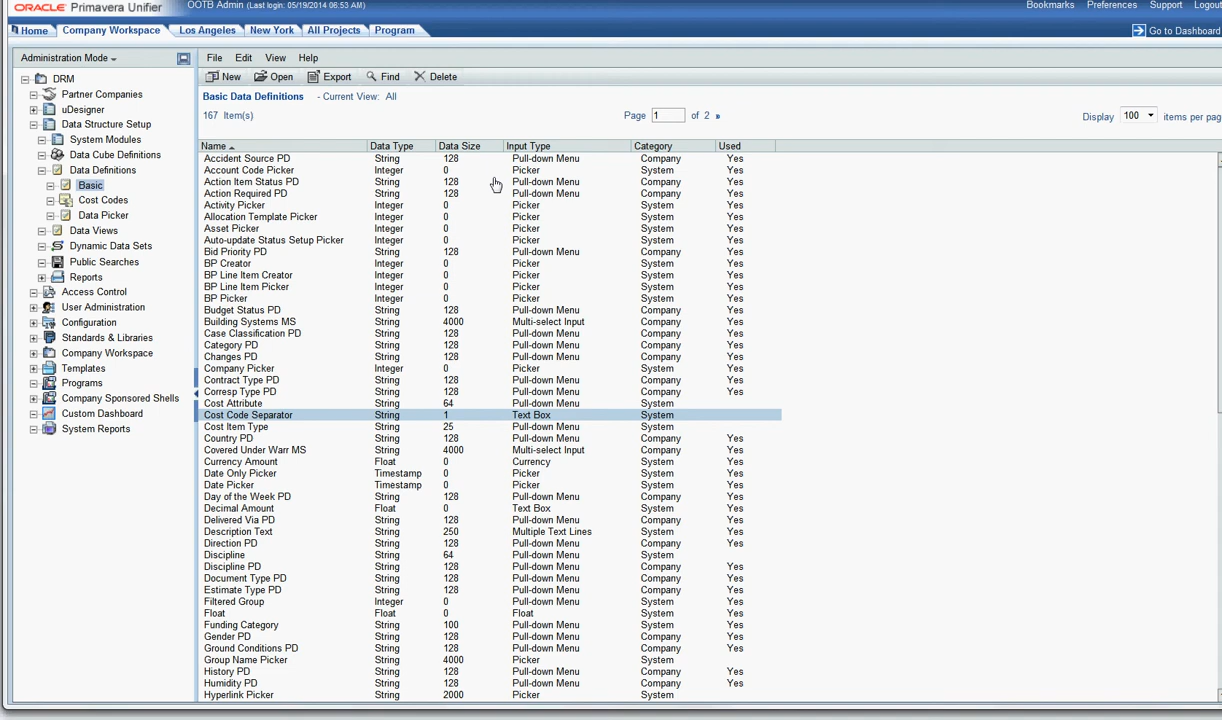 ORACLE Primavera Unifier OOTB Admin (Last login: 05/19/2014 06:53 AM) Bookmarks Preferences Support Logout
Home Company Workspace Los Angeles New York All Projects Program Go to Dashboard
Administration Mode
DRM
Partner Companies
uDesigner
Data Structure Setup
System Modules
Data Cube Definitions
Data Definitions
Basic
Cost Codes
Data Picker
Data Views
Dynamic Data Sets
Public Searches
Reports
Access Control
User Administration
Configuration
Standards & Libraries
Company Workspace
Templates
Programs
Company Sponsored Shells
Custom Dashboard
System Reports
File Edit View Help
New Open Export Find Delete
Basic Data Definitions - Current View: All
167 Item(s) Page 1 of 2 » Display 100 items per pag
Name Data Type Data Size Input Type Category Used
Accident Source PD String 128 Pull-down Menu Company Yes
Account Code Picker Integer 0 Picker System Yes
Action Item Status PD String 128 Pull-down Menu Company Yes
Action Required PD String 128 Pull-down Menu Company Yes
Activity Picker Integer 0 Picker System Yes
Allocation Template Picker Integer 0 Picker System Yes
Asset Picker Integer 0 Picker System Yes
Auto-update Status Setup Picker Integer 0 Picker System Yes
Bid Priority PD String 128 Pull-down Menu Company Yes
BP Creator Integer 0 Picker System Yes
BP Line Item Creator Integer 0 Picker System Yes
BP Line Item Picker Integer 0 Picker System Yes
BP Picker Integer 0 Picker System Yes
Budget Status PD String 128 Pull-down Menu Company Yes
Building Systems MS String 4000 Multi-select Input Company Yes
Case Classification PD String 128 Pull-down Menu Company Yes
Category PD String 128 Pull-down Menu Company Yes
Changes PD String 128 Pull-down Menu Company Yes
Company Picker Integer 0 Picker System Yes
Contract Type PD String 128 Pull-down Menu Company Yes
Corresp Type PD String 128 Pull-down Menu Company Yes
Cost Attribute String 64 Pull-down Menu System
Cost Code Separator String 1 Text Box System
Cost Item Type String 25 Pull-down Menu System
Country PD String 128 Pull-down Menu Company Yes
Covered Under Warr MS String 4000 Multi-select Input Company Yes
Currency Amount Float 0 Currency System Yes
Date Only Picker Timestamp 0 Picker System Yes
Date Picker Timestamp 0 Picker System Yes
Day of the Week PD String 128 Pull-down Menu Company Yes
Decimal Amount Float 0 Text Box System Yes
Delivered Via PD String 128 Pull-down Menu Company Yes
Description Text String 250 Multiple Text Lines System Yes
Direction PD String 128 Pull-down Menu Company Yes
Discipline String 64 Pull-down Menu System
Discipline PD String 128 Pull-down Menu Company Yes
Document Type PD String 128 Pull-down Menu Company Yes
Estimate Type PD String 128 Pull-down Menu Company Yes
Filtered Group Integer 0 Pull-down Menu System Yes
Float Float 0 Float System Yes
Funding Category String 100 Pull-down Menu System Yes
Gender PD String 128 Pull-down Menu Company Yes
Ground Conditions PD String 128 Pull-down Menu Company Yes
Group Name Picker String 4000 Picker System
History PD String 128 Pull-down Menu Company Yes
Humidity PD String 128 Pull-down Menu Company Yes
Hyperlink Picker String 2000 Picker System